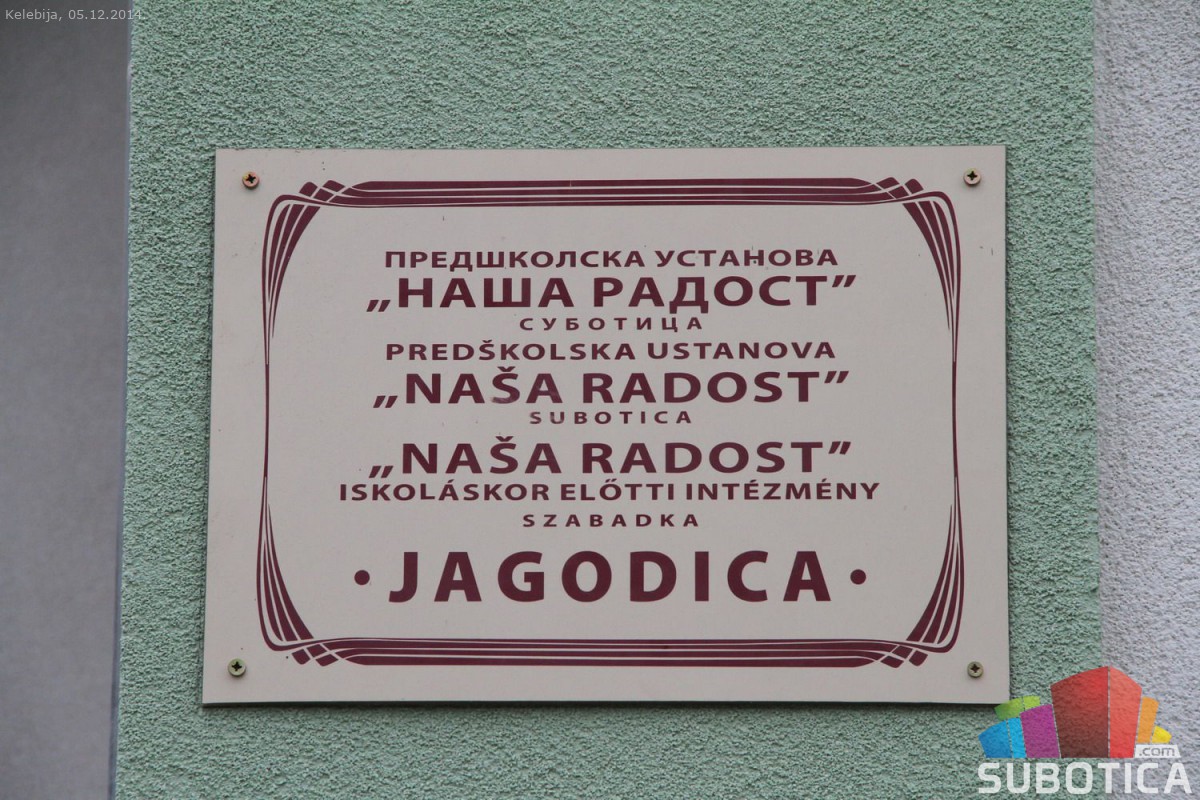 Kelebija, 05.12.2014.
ПРЕДШКОЛСКА УСТАНОВА
„НАША РАДОСТ”
СУБОТИЦА
PREDŠKOLSKA USTANOVA
„NAŠA RADOST”
SUBOTICA
„NAŠA RADOST”
ISKOLÁSKOR ELŐTTI INTÉZMÉNY
SZABADKA
• JAGODICA •
.com
SUBOTICA